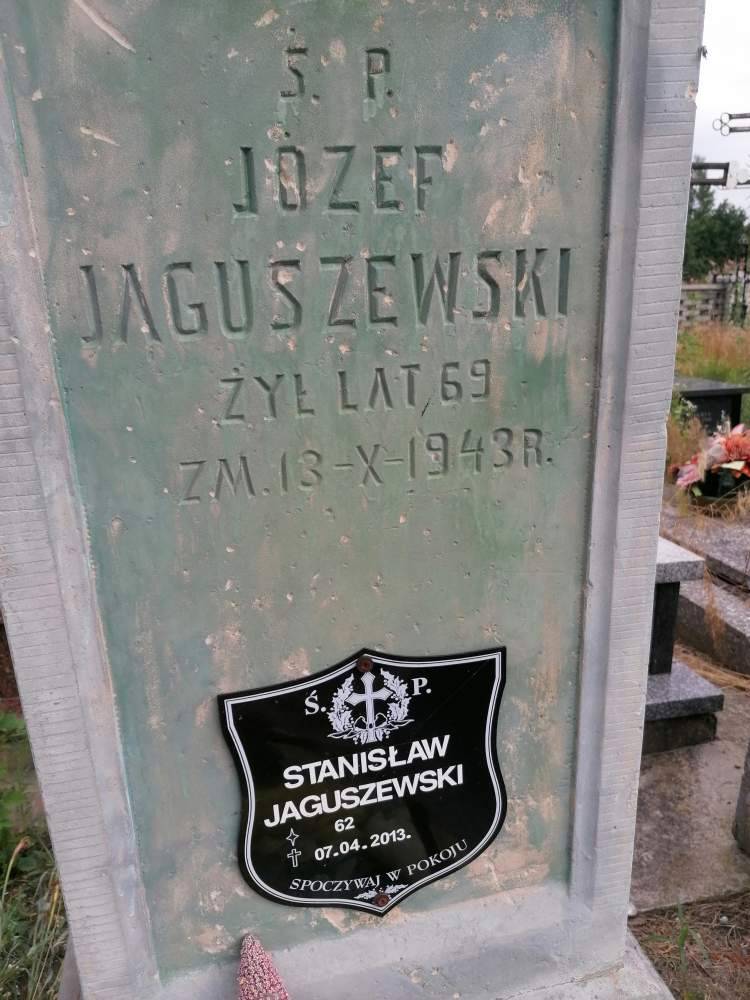 Ś. P.
JÓZEF
JAGUSZEWSKI
ŻYŁ LAT 69
ZM. 13-X-1943 R.
Ś. P.
STANISŁAW
JAGUSZEWSKI
62
07.04.2013.
SPOCZYWAJ W POKOJU